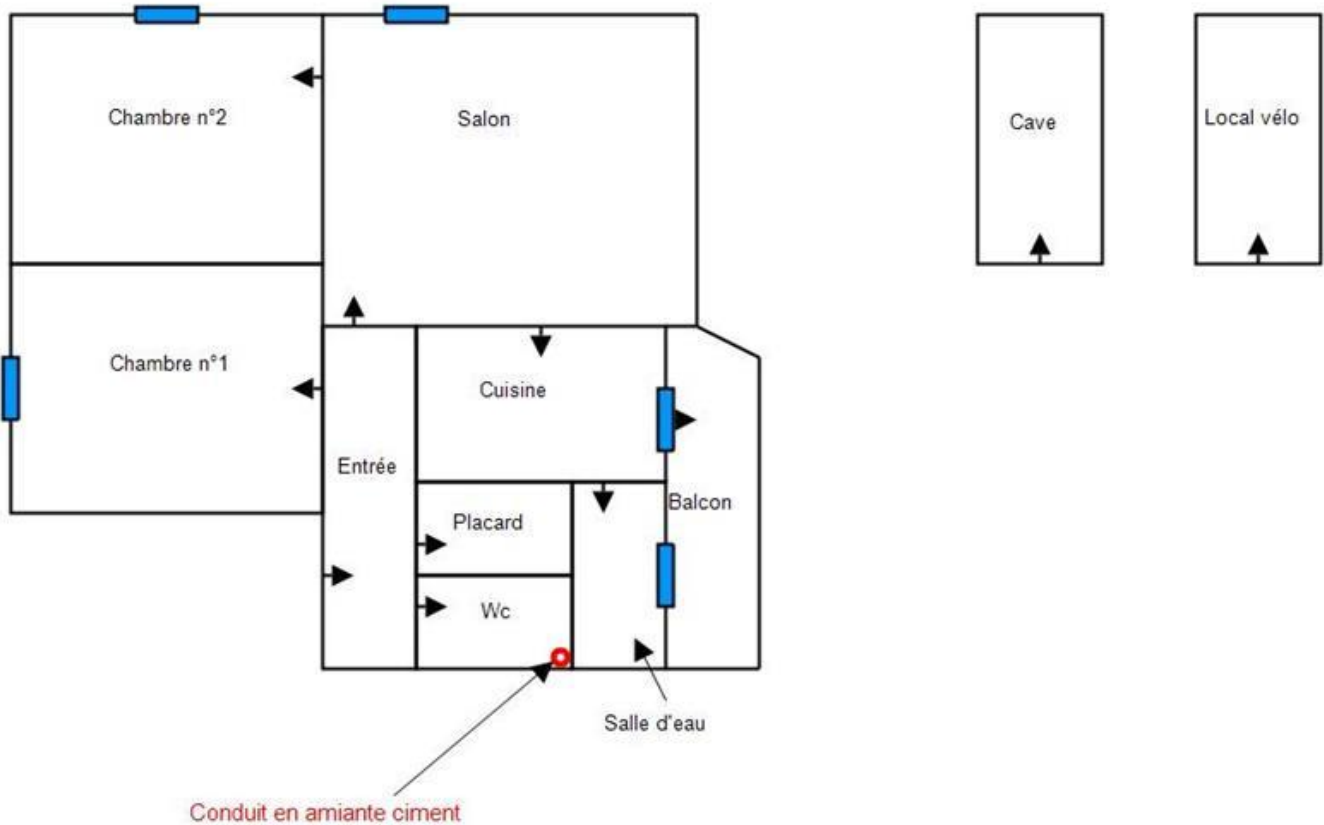 Chambre n°2
Salon
Cave
Local vélo
Chambre n°1
Cuisine
Entrée
Balcon
Placard
Wc
Salle d'eau
Conduit en amiante ciment